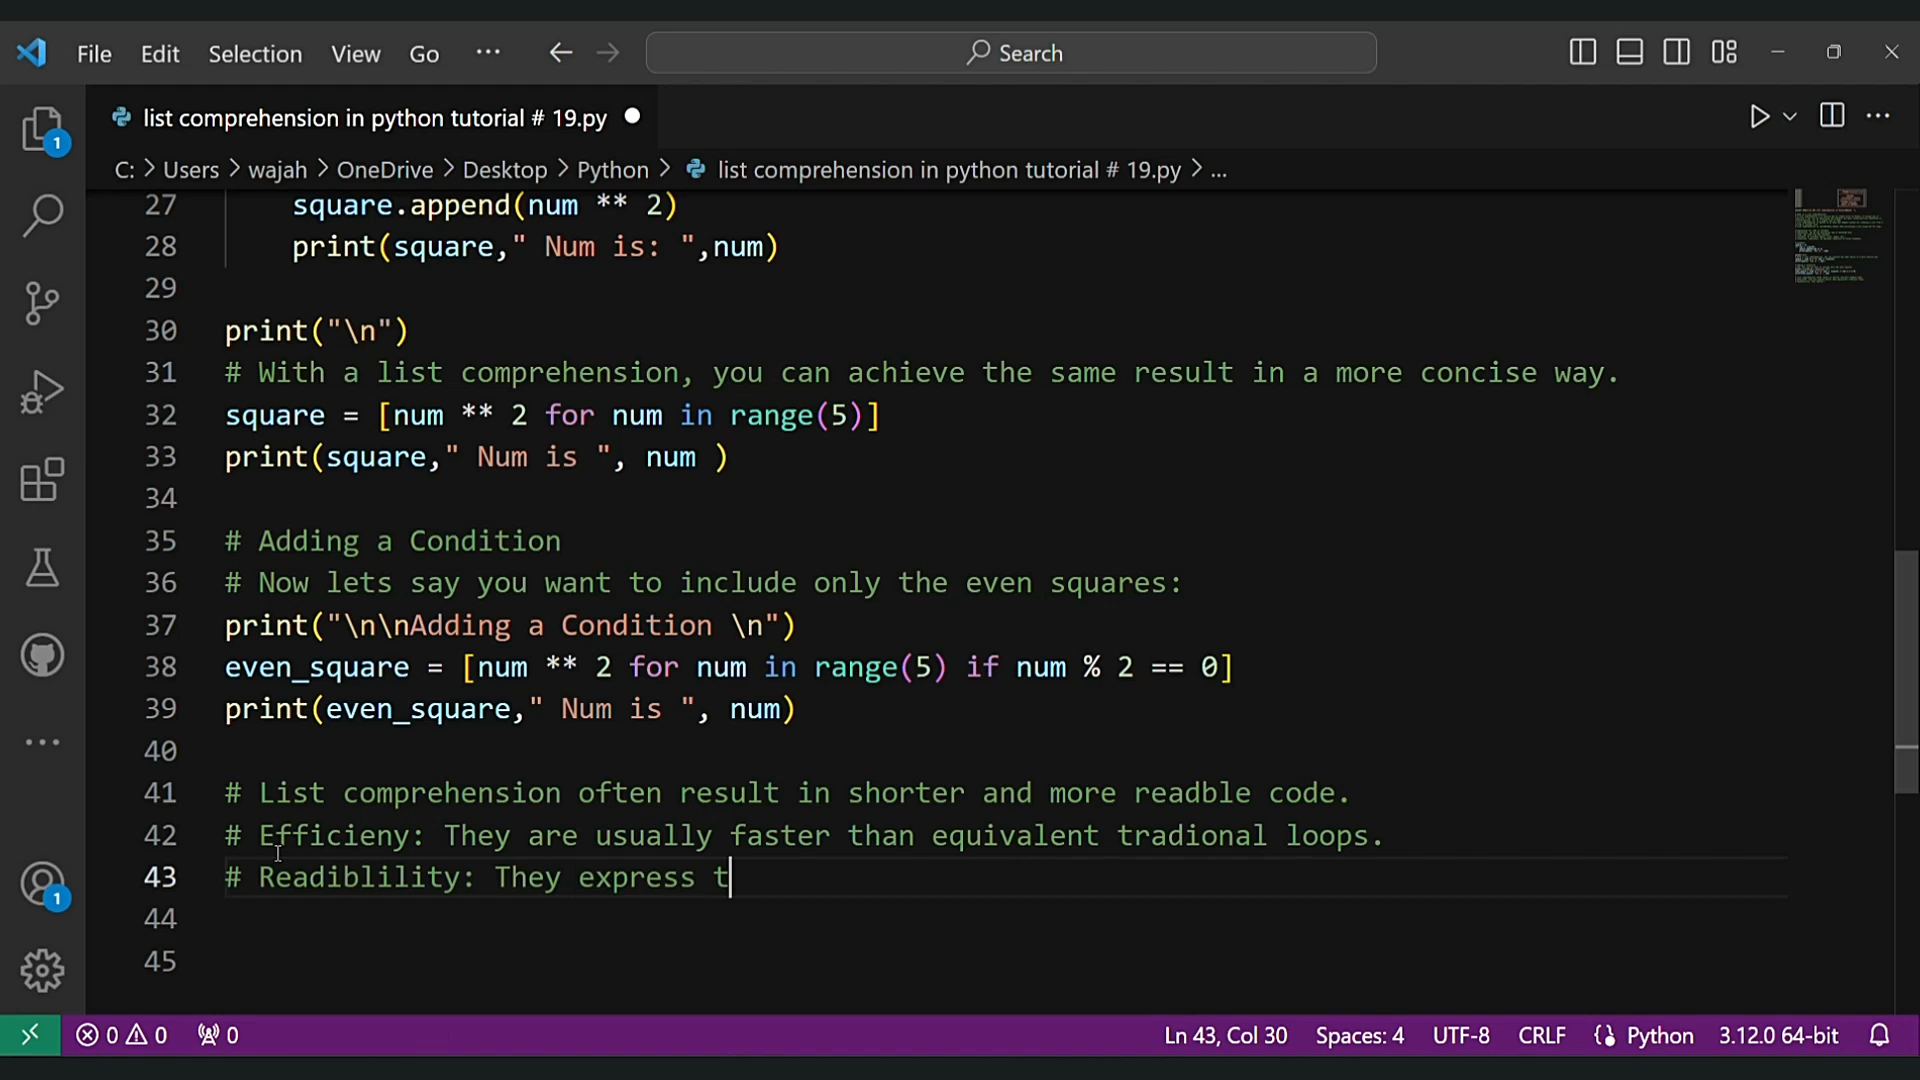 File Edit Selection View Go ··· ← → Search
list comprehension in python tutorial # 19.py ●
C: > Users > wajah > OneDrive > Desktop > Python > list comprehension in python tutorial # 19.py > ...
27 square.append(num ** 2)
28 print(square," Num is: ",num)
29
30 print("\n")
31 # With a list comprehension, you can achieve the same result in a more concise way.
32 square = [num ** 2 for num in range(5)]
33 print(square," Num is ", num )
34
35 # Adding a Condition
36 # Now lets say you want to include only the even squares:
37 print("\n\nAdding a Condition \n")
38 even_square = [num ** 2 for num in range(5) if num % 2 == 0]
39 print(even_square," Num is ", num)
40
41 # List comprehension often result in shorter and more readble code.
42 # Efficieny: They are usually faster than equivalent tradional loops.
43 # Readiblility: They express t
44
45
1
1
0 0 0 Ln 43, Col 30 Spaces: 4 UTF-8 CRLF Python 3.12.0 64-bit